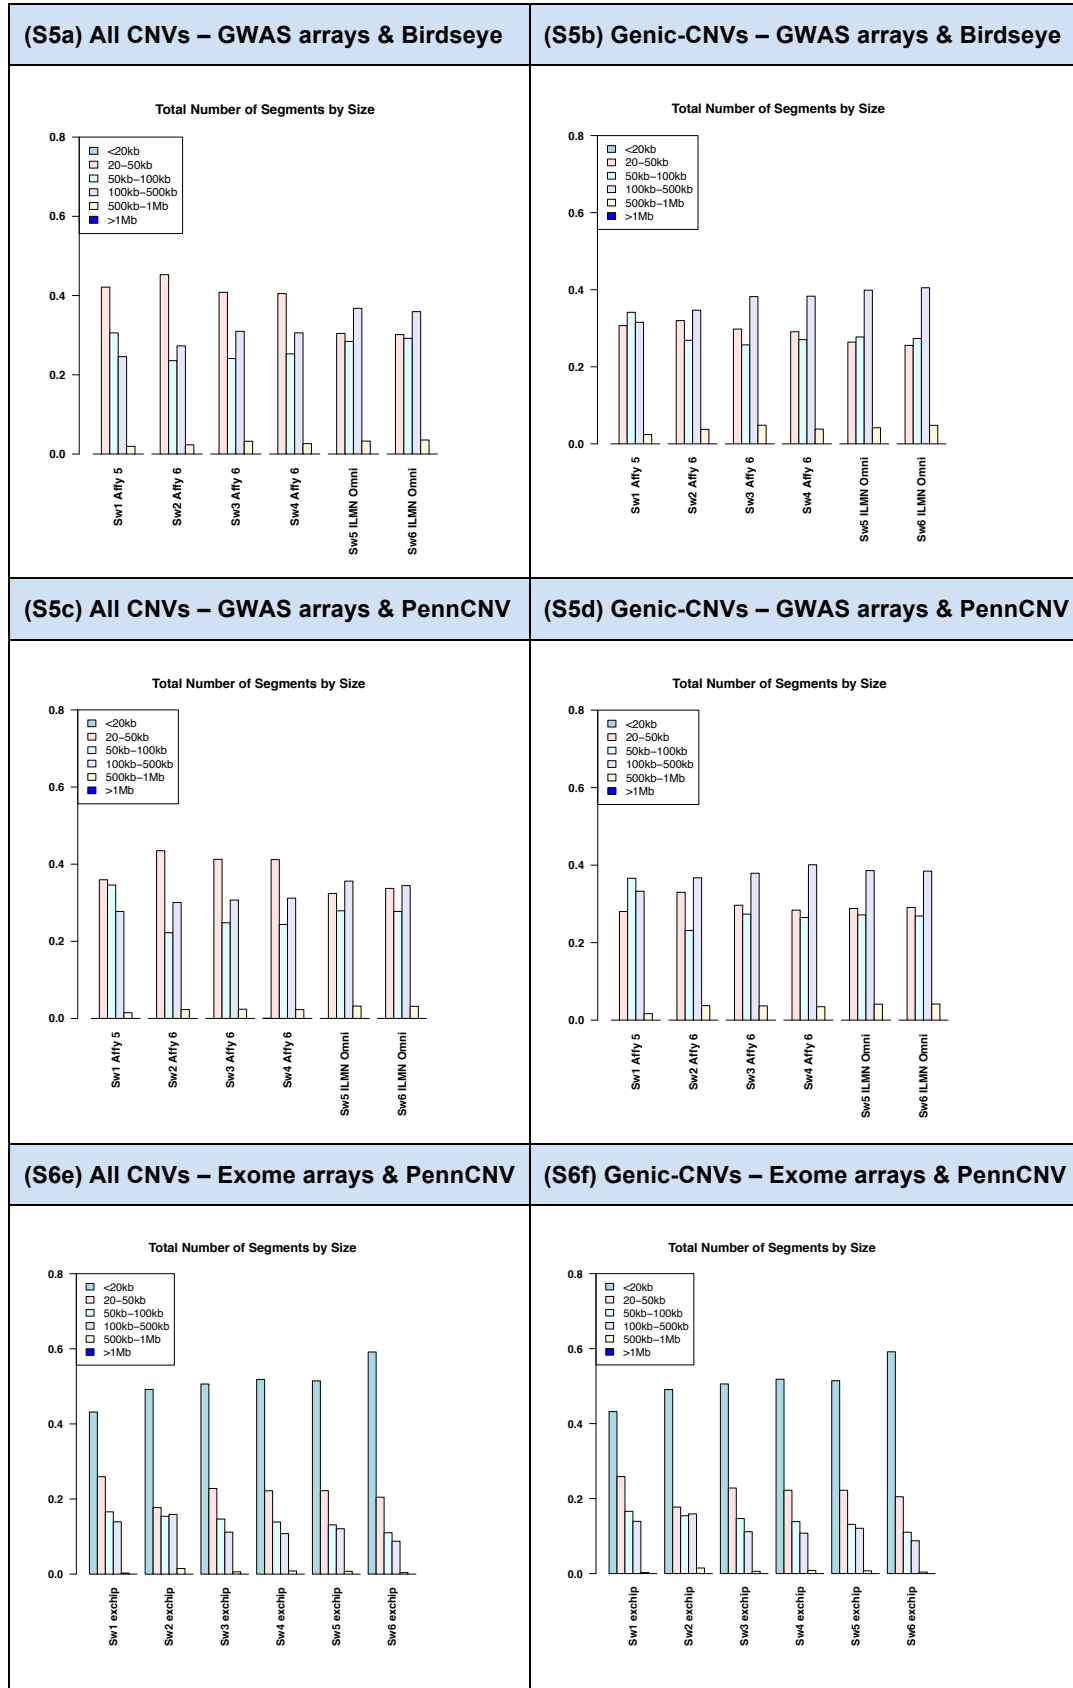 (S5a) All CNVs – GWAS arrays & Birdseye
(S5b) Genic-CNVs – GWAS arrays & Birdseye
Total Number of Segments by Size
0.8
0.6
0.4
0.2
0.0
<20kb
20–50kb
50kb–100kb
100kb–500kb
500kb–1Mb
>1Mb
Sw1 Affy 5
Sw2 Affy 6
Sw3 Affy 6
Sw4 Affy 6
Sw5 ILMN Omni
Sw6 ILMN Omni
Total Number of Segments by Size
0.8
0.6
0.4
0.2
0.0
<20kb
20–50kb
50kb–100kb
100kb–500kb
500kb–1Mb
>1Mb
Sw1 Affy 5
Sw2 Affy 6
Sw3 Affy 6
Sw4 Affy 6
Sw5 ILMN Omni
Sw6 ILMN Omni
(S5c) All CNVs – GWAS arrays & PennCNV
(S5d) Genic-CNVs – GWAS arrays & PennCNV
Total Number of Segments by Size
0.8
0.6
0.4
0.2
0.0
<20kb
20–50kb
50kb–100kb
100kb–500kb
500kb–1Mb
>1Mb
Sw1 Affy 5
Sw2 Affy 6
Sw3 Affy 6
Sw4 Affy 6
Sw5 ILMN Omni
Sw6 ILMN Omni
Total Number of Segments by Size
0.8
0.6
0.4
0.2
0.0
<20kb
20–50kb
50kb–100kb
100kb–500kb
500kb–1Mb
>1Mb
Sw1 Affy 5
Sw2 Affy 6
Sw3 Affy 6
Sw4 Affy 6
Sw5 ILMN Omni
Sw6 ILMN Omni
(S6e) All CNVs – Exome arrays & PennCNV
(S6f) Genic-CNVs – Exome arrays & PennCNV
Total Number of Segments by Size
0.8
0.6
0.4
0.2
0.0
<20kb
20–50kb
50kb–100kb
100kb–500kb
500kb–1Mb
>1Mb
Sw1 exchip
Sw2 exchip
Sw3 exchip
Sw4 exchip
Sw5 exchip
Sw6 exchip
Total Number of Segments by Size
0.8
0.6
0.4
0.2
0.0
<20kb
20–50kb
50kb–100kb
100kb–500kb
500kb–1Mb
>1Mb
Sw1 exchip
Sw2 exchip
Sw3 exchip
Sw4 exchip
Sw5 exchip
Sw6 exchip